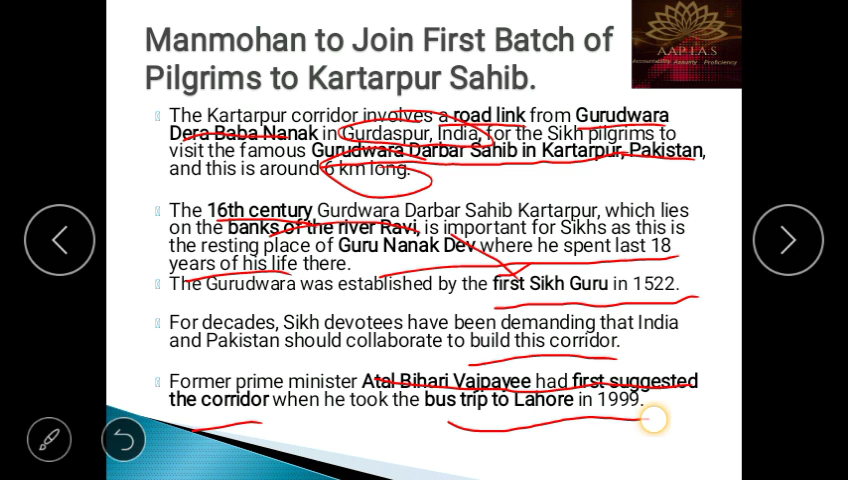 Manmohan to Join First Batch of
Pilgrims to Kartarpur Sahib.
AAP I.A.S
Accountability Assurity Proficiency
The Kartarpur corridor involves a road link from Gurudwara
Dera Baba Nanak in Gurdaspur, India, for the Sikh pilgrims to
visit the famous Gurudwara Darbar Sahib in Kartarpur, Pakistan,
and this is around 6 km long.
The 16th century Gurdwara Darbar Sahib Kartarpur, which lies
on the banks of the river Ravi, is important for Sikhs as this is
the resting place of Guru Nanak Dev where he spent last 18
years of his life there.
The Gurudwara was established by the first Sikh Guru in 1522.
For decades, Sikh devotees have been demanding that India
and Pakistan should collaborate to build this corridor.
Former prime minister Atal Bihari Vajpayee had first suggested
the corridor when he took the bus trip to Lahore in 1999.